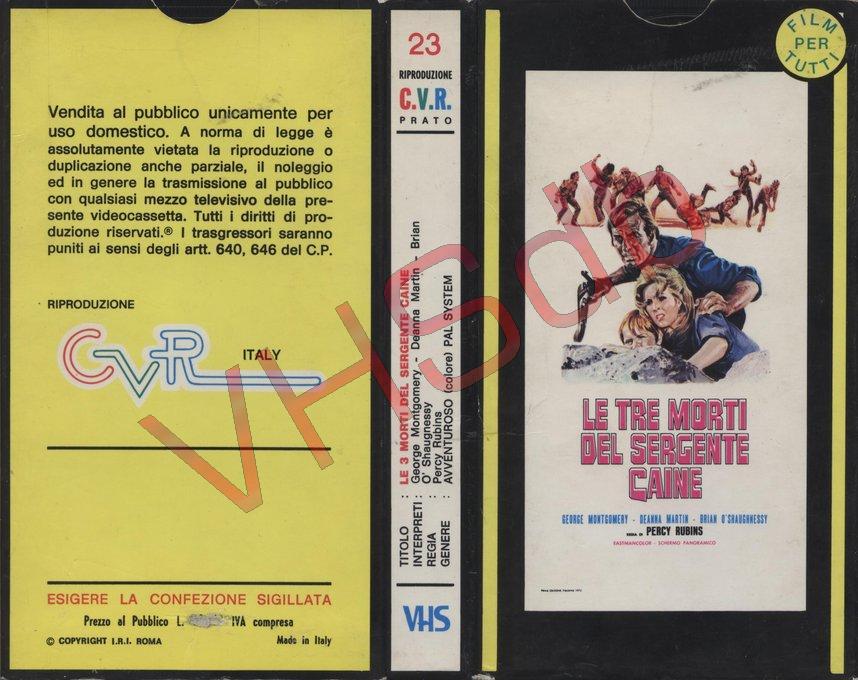 Vendita al pubblico unicamente per
uso domestico. A norma di legge è
assolutamente vietata la riproduzione o
duplicazione anche parziale, il noleggio
ed in genere la trasmissione al pubblico
con qualsiasi mezzo televisivo della pre-
sente videocassetta. Tutti i diritti di pro-
duzione riservati.® I trasgressori saranno
puniti ai sensi degli artt. 640, 646 del C.P.
RIPRODUZIONE
CVR ITALY
ESIGERE LA CONFEZIONE SIGILLATA
Prezzo al Pubblico L. IVA compresa
© COPYRIGHT I.R.I. ROMA Made in Italy
23
RIPRODUZIONE
C.V.R.
PRATO
TITOLO : LE 3 MORTI DEL SERGENTE CAINE
INTERPRETI : George Montgomery - Deanna Martin - Brian
O' Shaugnessy
REGIA : Percy Rubins
GENERE : AVVENTUROSO (colore) PAL SYSTEM
VHS
FILM
PER
TUTTI
LE TRE MORTI
DEL SERGENTE
CAINE
GEORGE MONTGOMERY - DEANNA MARTIN - BRIAN O'SHAUGHNESSY
REGIA DI PERCY RUBINS
EASTMANCOLOR - SCHERMO PANORAMICO
VHSdb